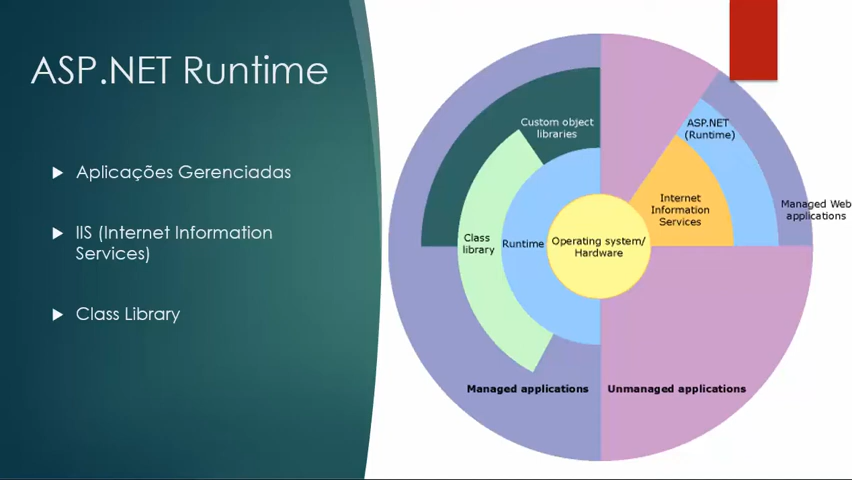 ASP.NET Runtime
Aplicações Gerenciadas
IIS (Internet Information
Services)
Class Library
Custom object
libraries
ASP.NET
(Runtime)
Internet
Information
Services
Managed Web
applications
Class
library
Runtime
Operating system/
Hardware
Managed applications
Unmanaged applications